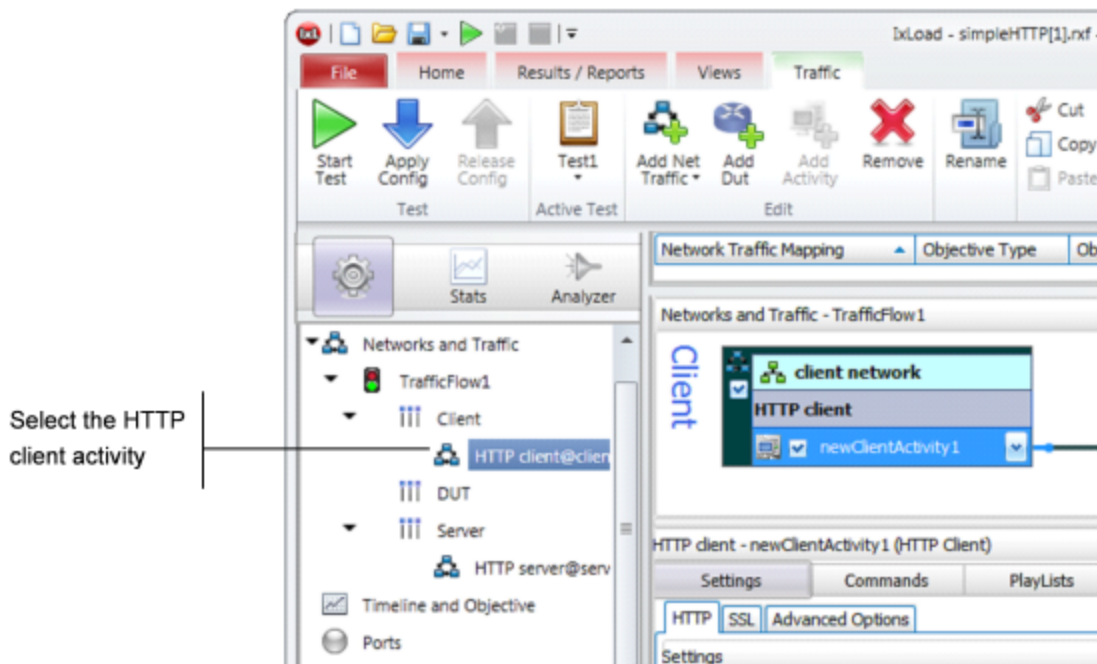 IxLoad - simpleHTTP[1].rxf -
File Home Results / Reports Views Traffic
Start Test
Apply Config
Release Config
Test1
Add Net Traffic
Add Dut
Add Activity
Remove
Rename
Cut
Copy
Paste
Test Active Test Edit
Stats Analyzer
Network Traffic Mapping Objective Type Ob
Networks and Traffic
TrafficFlow1
Client
HTTP client@clien
DUT
Server
HTTP server@serv
Timeline and Objective
Ports
Select the HTTP
client activity
Networks and Traffic - TrafficFlow1
Client
client network
HTTP client
newClientActivity1
HTTP client - newClientActivity1 (HTTP Client)
Settings Commands PlayLists
HTTP SSL Advanced Options
Settings